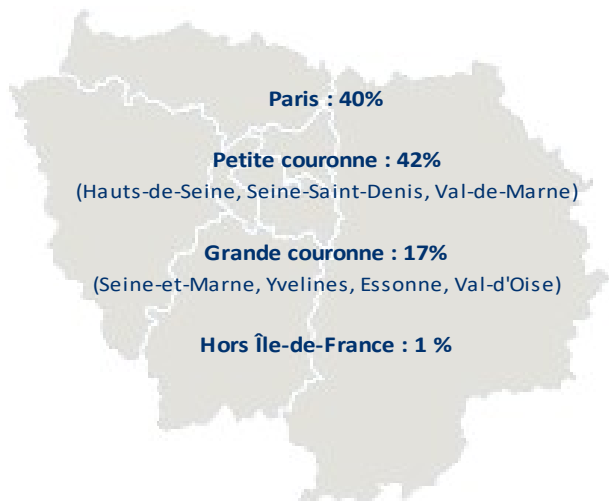 Paris : 40%
Petite couronne : 42%
(Hauts-de-Seine, Seine-Saint-Denis, Val-de-Marne)
Grande couronne : 17%
(Seine-et-Marne, Yvelines, Essonne, Val-d'Oise)
Hors Île-de-France : 1 %